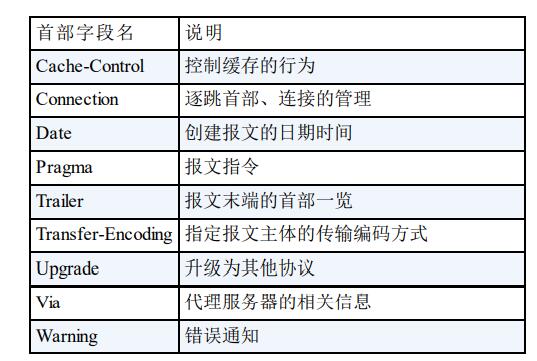 首部字段名 说明
Cache-Control 控制缓存的行为
Connection 逐跳首部、连接的管理
Date 创建报文的日期时间
Pragma 报文指令
Trailer 报文末端的首部一览
Transfer-Encoding 指定报文主体的传输编码方式
Upgrade 升级为其他协议
Via 代理服务器的相关信息
Warning 错误通知